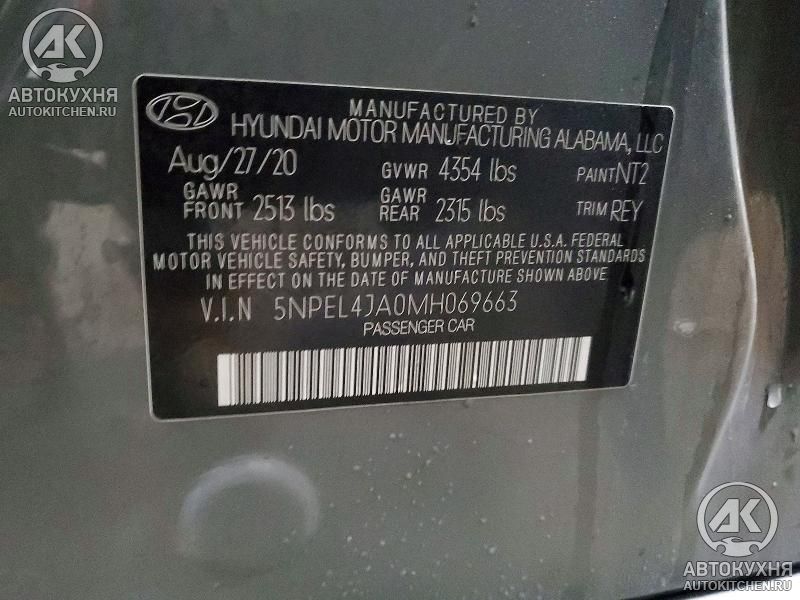 АК
АВТОКУХНЯ
AUTOKITCHEN.RU
MANUFACTURED BY
HYUNDAI MOTOR MANUFACTURING ALABAMA, LLC
Aug/27/20 GVWR 4354 lbs PAINT NT2
GAWR FRONT 2513 lbs GAWR REAR 2315 lbs TRIM REY
THIS VEHICLE CONFORMS TO ALL APPLICABLE U.S.A. FEDERAL
MOTOR VEHICLE SAFETY, BUMPER, AND THEFT PREVENTION STANDARDS
IN EFFECT ON THE DATE OF MANUFACTURE SHOWN ABOVE.
V.I.N 5NPEL4JA0MH069663
PASSENGER CAR
АК
АВТОКУХНЯ
AUTOKITCHEN.RU